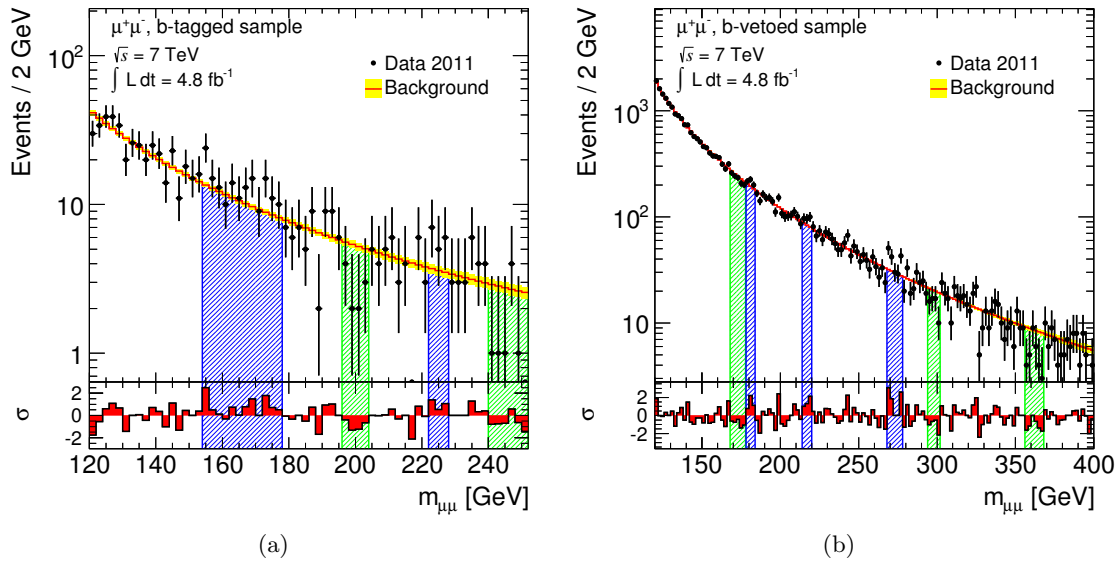 μ⁺μ⁻, b-tagged sample
√s = 7 TeV
∫ L dt = 4.8 fb⁻¹
Data 2011
Background
Events / 2 GeV
10²
10
1
σ
2
0
-2
120 140 160 180 200 220 240
m_μμ [GeV]
(a)
μ⁺μ⁻, b-vetoed sample
√s = 7 TeV
∫ L dt = 4.8 fb⁻¹
Data 2011
Background
Events / 2 GeV
10³
10²
10
σ
2
0
-2
150 200 250 300 350 400
m_μμ [GeV]
(b)